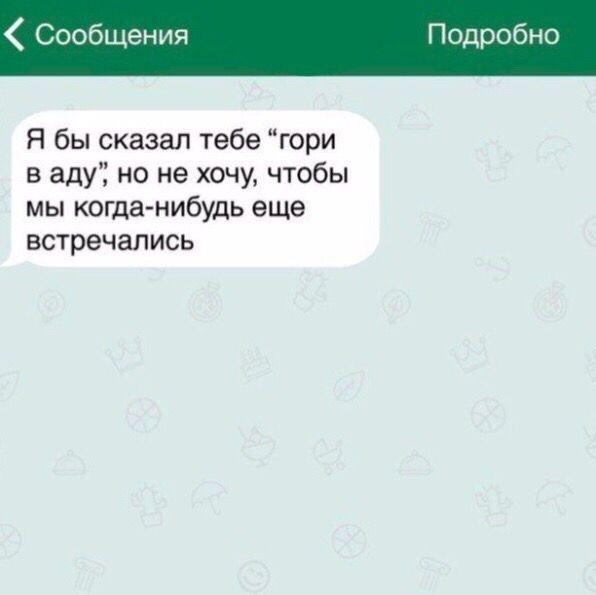 Сообщения Подробно
Я бы сказал тебе “гори
в аду”, но не хочу, чтобы
мы когда-нибудь еще
встречались